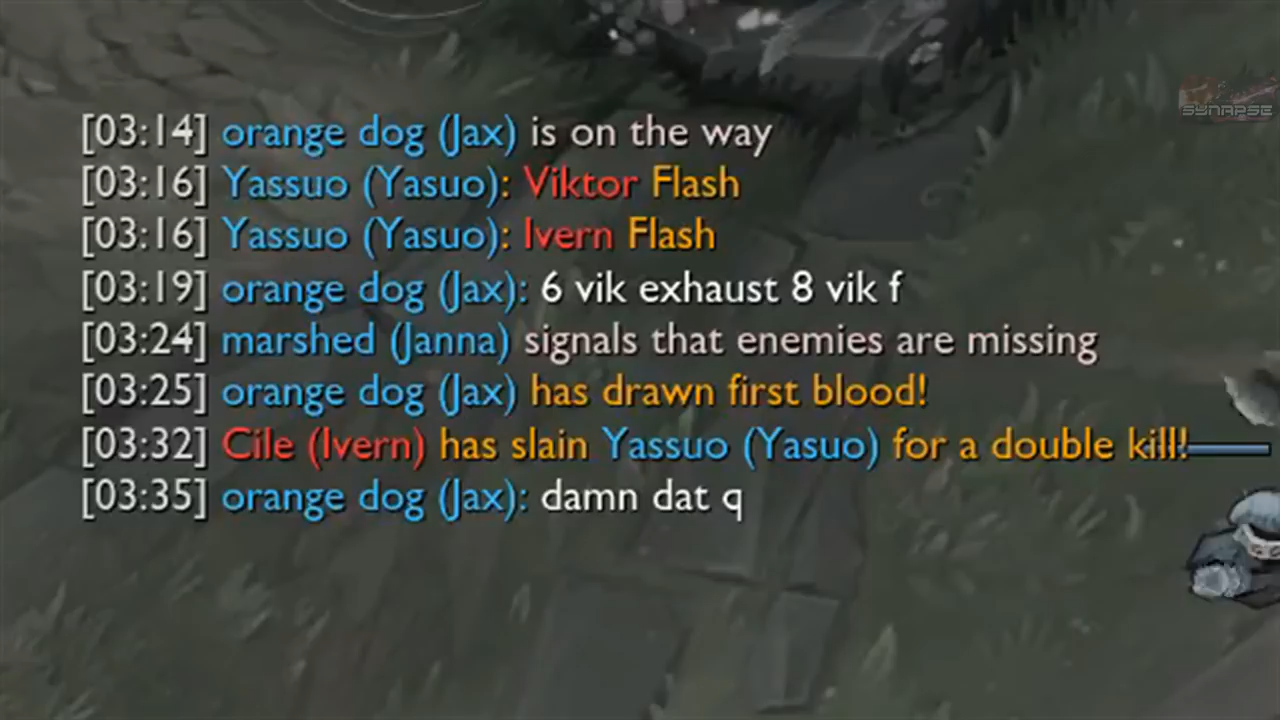 SYNAPSE
[03:14] orange dog (Jax) is on the way
[03:16] Yassuo (Yasuo): Viktor Flash
[03:16] Yassuo (Yasuo): Ivern Flash
[03:19] orange dog (Jax): 6 vik exhaust 8 vik f
[03:24] marshed (Janna) signals that enemies are missing
[03:25] orange dog (Jax) has drawn first blood!
[03:32] Cile (Ivern) has slain Yassuo (Yasuo) for a double kill!
[03:35] orange dog (Jax): damn dat q